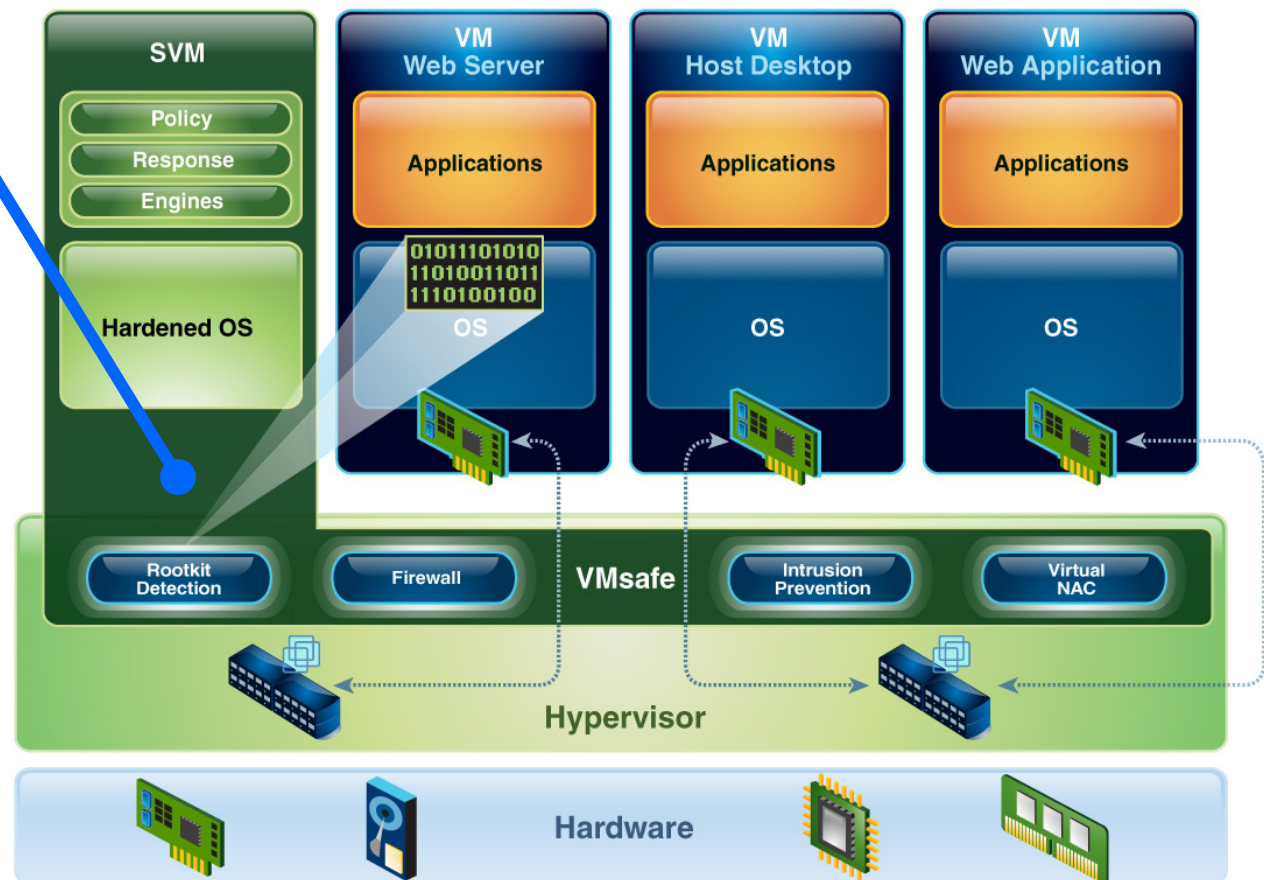 SVM
Policy
Response
Engines
Hardened OS
VM
Web Server
Applications
01011101010
11010011011
1110100100
OS
VM
Host Desktop
Applications
OS
VM
Web Application
Applications
OS
Rootkit
Detection
Firewall
VMsafe
Intrusion
Prevention
Virtual
NAC
Hypervisor
Hardware